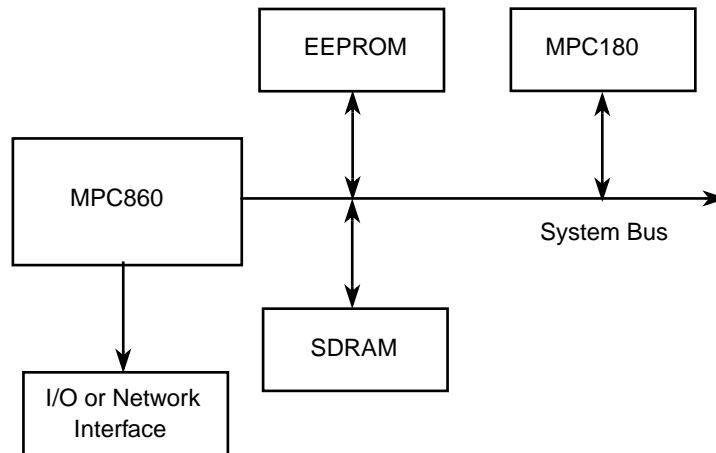 EEPROM
MPC180
MPC860
System Bus
SDRAM
I/O or Network
Interface